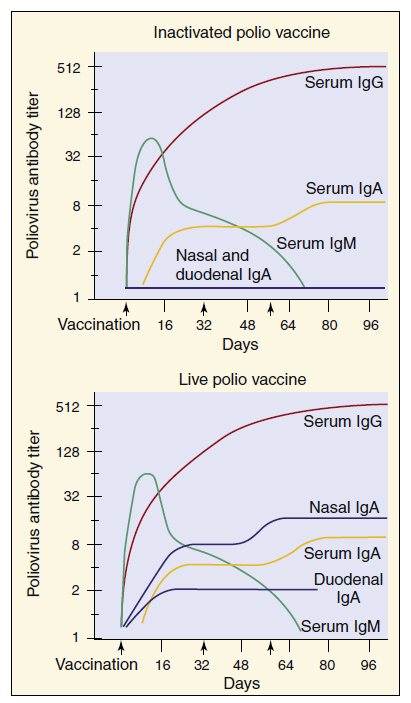 Inactivated polio vaccine
Poliovirus antibody titer
512
128
32
8
2
1
Serum IgG
Serum IgA
Serum IgM
Nasal and
duodenal IgA
Vaccination 16 32 48 64 80 96
Days
Live polio vaccine
Poliovirus antibody titer
512
128
32
8
2
1
Serum IgG
Nasal IgA
Serum IgA
Duodenal
IgA
Serum IgM
Vaccination 16 32 48 64 80 96
Days